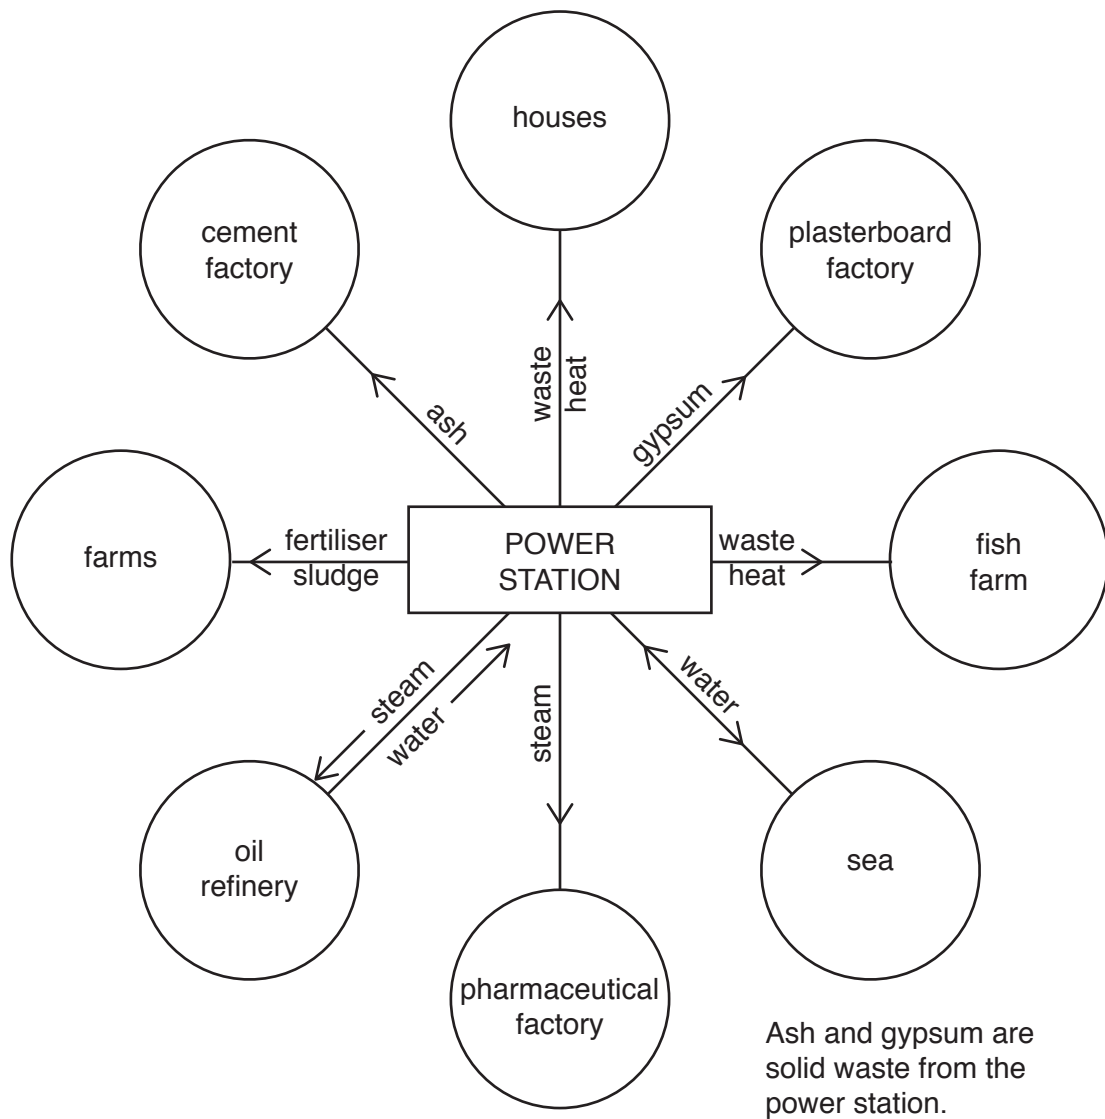 houses
cement
factory
plasterboard
factory
waste
heat
ash
gypsum
farms
fertiliser
sludge
POWER
STATION
waste
heat
fish
farm
steam
water
steam
water
oil
refinery
sea
pharmaceutical
factory
Ash and gypsum are
solid waste from the
power station.